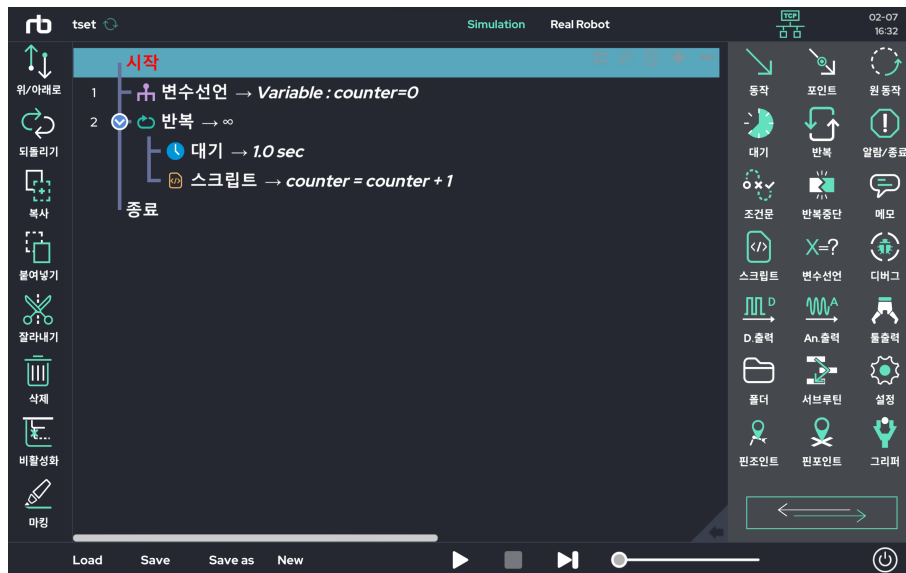 rb tset Simulation Real Robot TCP 02-07
16:32
시작
1 변수선언 → Variable : counter=0
2 반복 → ∞
대기 → 1.0 sec
스크립트 → counter = counter + 1
종료
위/아래로
되돌리기
복사
붙여넣기
잘라내기
삭제
비활성화
마킹
동작 포인트 원 동작
대기 반복 알람/종료
조건문 반복중단 메모
X=?
스크립트 변수선언 디버그
D A
D.출력 An.출력 툴출력
폴더 서브루틴 설정
핀조인트 핀포인트 그리퍼
Load Save Save as New